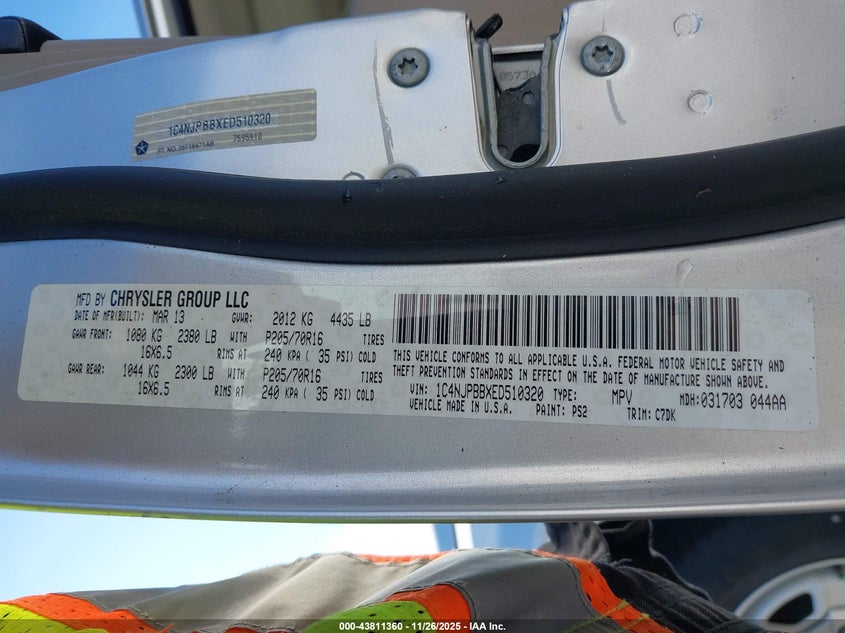 05730
1C4NJPBBXED510320
7595910
PT. NO. 05116471AB
MFD BY CHRYSLER GROUP LLC
DATE OF MFR(BUILT): MAR 13 GVWR: 2012 KG 4435 LB
GAWR FRONT: 1080 KG 2380 LB WITH P205/70R16 TIRES
16X6.5 RIMS AT 240 KPA ( 35 PSI) COLD
GAWR REAR: 1044 KG 2300 LB WITH P205/70R16 TIRES
16X6.5 RIMS AT 240 KPA ( 35 PSI) COLD
THIS VEHICLE CONFORMS TO ALL APPLICABLE U.S.A. FEDERAL MOTOR VEHICLE SAFETY AND
THEFT PREVENTION STANDARDS IN EFFECT ON THE DATE OF MANUFACTURE SHOWN ABOVE.
VIN: 1C4NJPBBXED510320 TYPE: MPV MDH: 031703 044AA
VEHICLE MADE IN U.S.A. PAINT: PS2 TRIM: C7DK
000-43811360 - 11/26/2025 - IAA Inc.